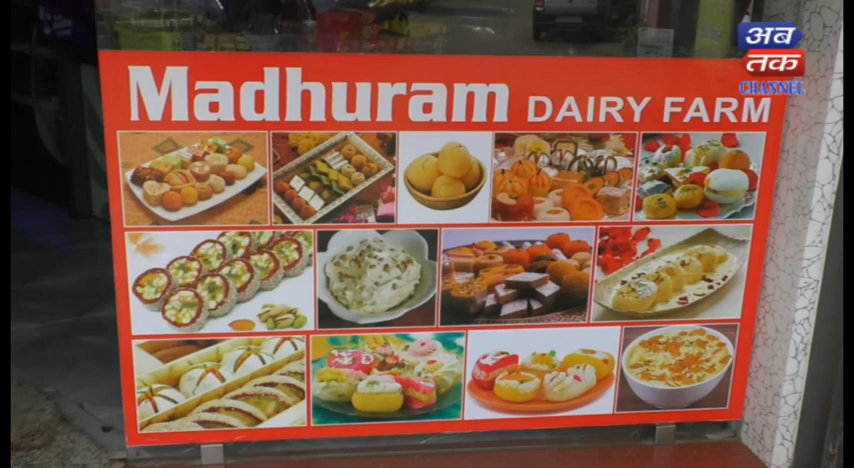 अब
तक
CHANNEL
Madhuram DAIRY FARM